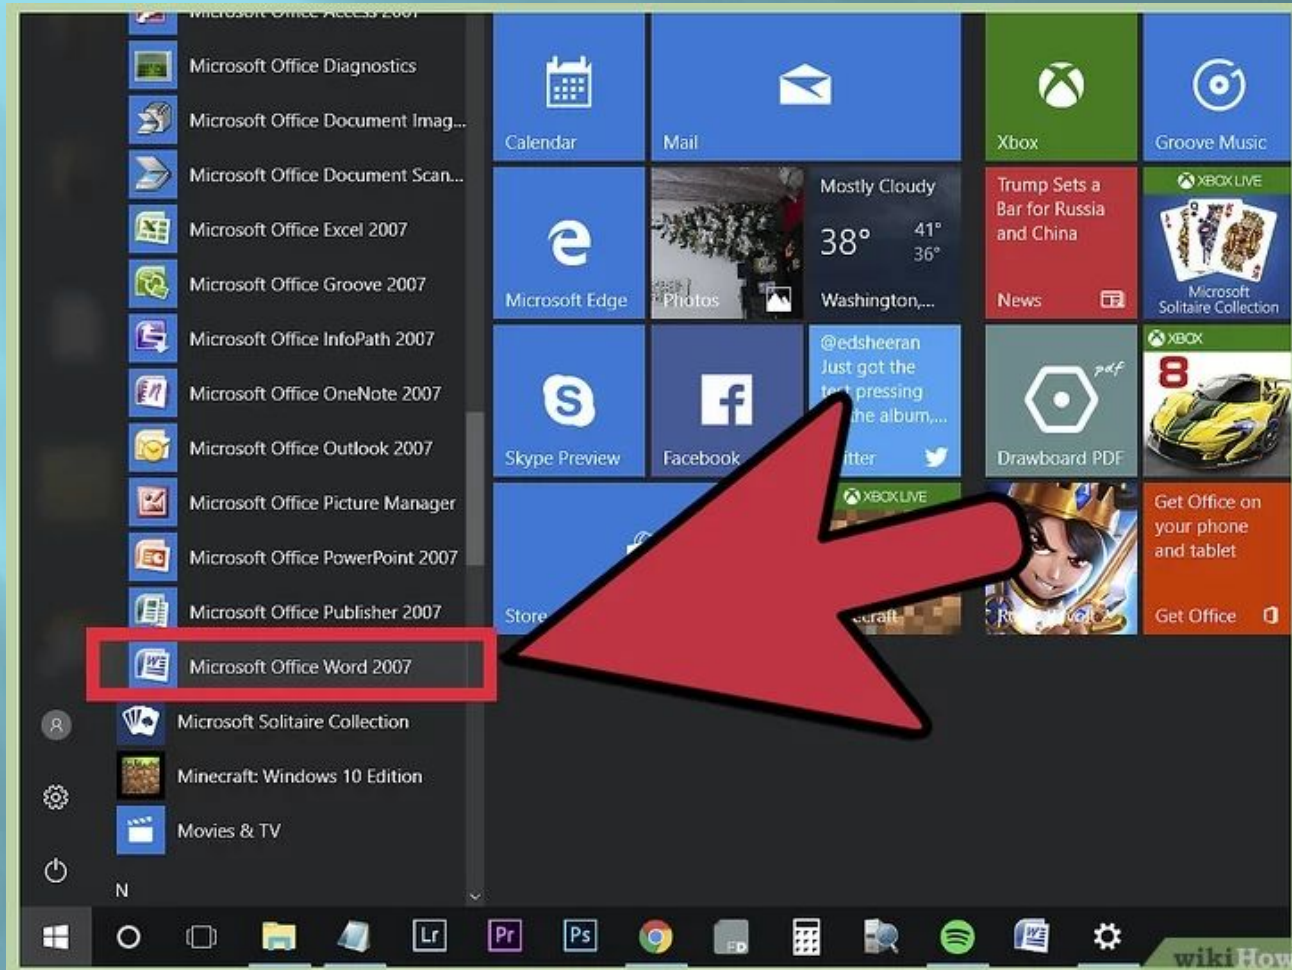 Microsoft Office Access 2007
Microsoft Office Diagnostics
Microsoft Office Document Imag...
Microsoft Office Document Scan...
Microsoft Office Excel 2007
Microsoft Office Groove 2007
Microsoft Office InfoPath 2007
Microsoft Office OneNote 2007
Microsoft Office Outlook 2007
Microsoft Office Picture Manager
Microsoft Office PowerPoint 2007
Microsoft Office Publisher 2007
Microsoft Office Word 2007
Microsoft Solitaire Collection
Minecraft: Windows 10 Edition
Movies & TV
N
Calendar
Mail
Xbox
Groove Music
Microsoft Edge
Photos
Mostly Cloudy
38°
41°
36°
Washington,...
Trump Sets a
Bar for Russia
and China
News
XBOX LIVE
Microsoft
Solitaire Collection
Skype Preview
Facebook
@edsheeran
Just got the
pressing
the album,...
pdf
Drawboard PDF
XBOX
8
Store
XBOX LIVE
Get Office on
your phone
and tablet
Get Office
Lr
Pr
Ps
wikiHow